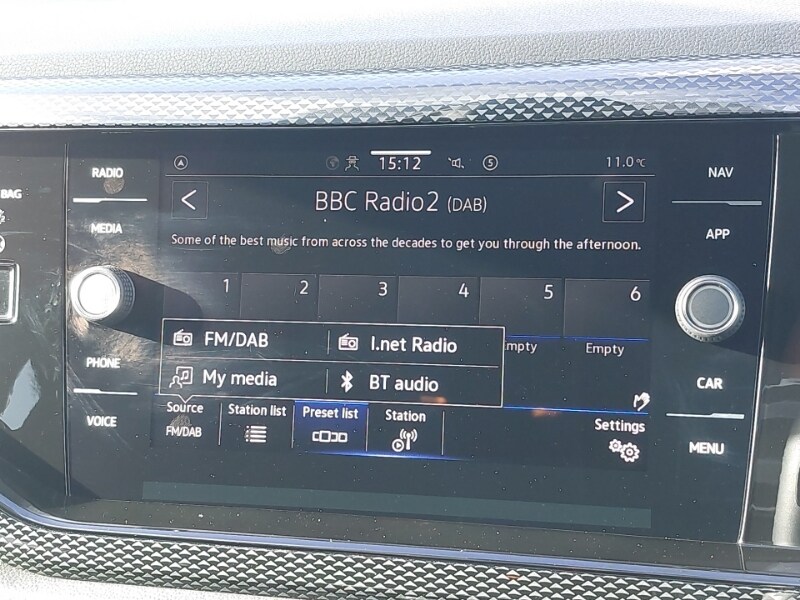 BAG
RADIO
MEDIA
PHONE
VOICE
15:12
5
11.0°C
<
BBC Radio2 (DAB)
>
Some of the best music from across the decades to get you through the afternoon.
1 2 3 4 5 6
Empty
FM/DAB I.net Radio
My media BT audio
Source Station list Preset list Station
FM/DAB
Settings
NAV
APP
CAR
MENU